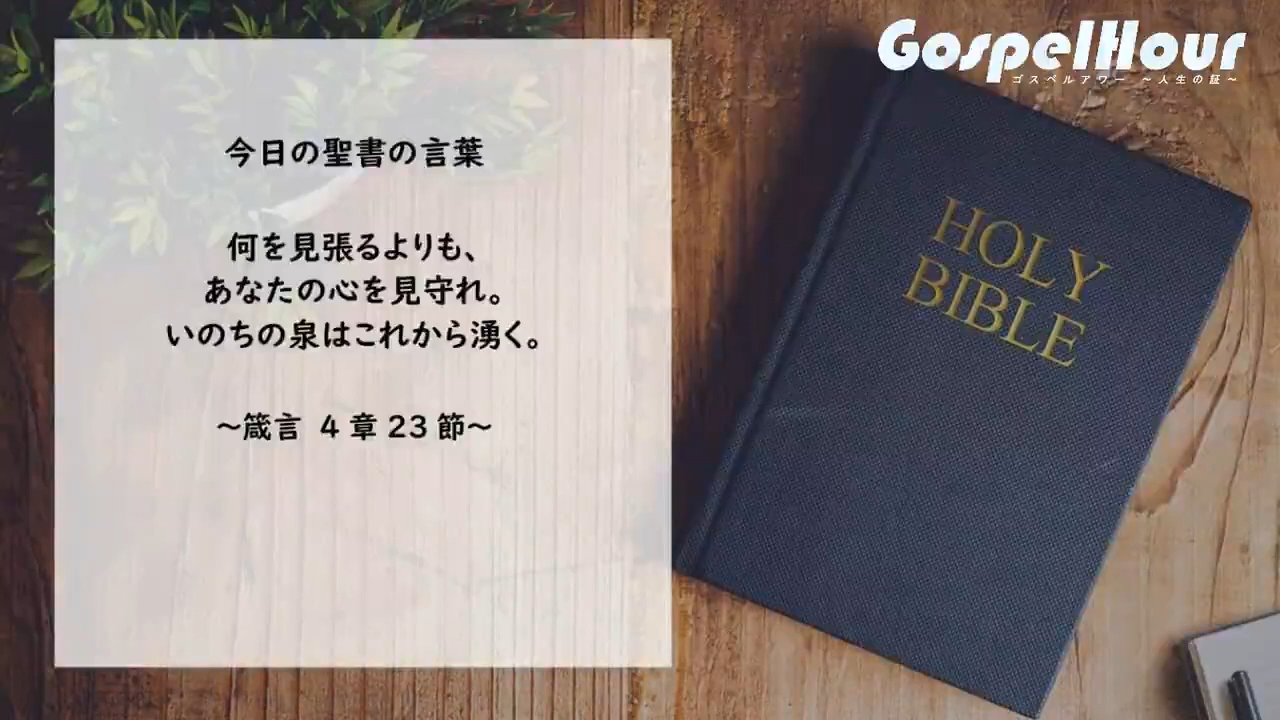 GospelHour
ゴスペルアワー ～人生の証～
今日の聖書の言葉
何を見張るよりも、
あなたの心を見守れ。
いのちの泉はこれから湧く。
～箴言 4 章 23 節～
HOLY
BIBLE